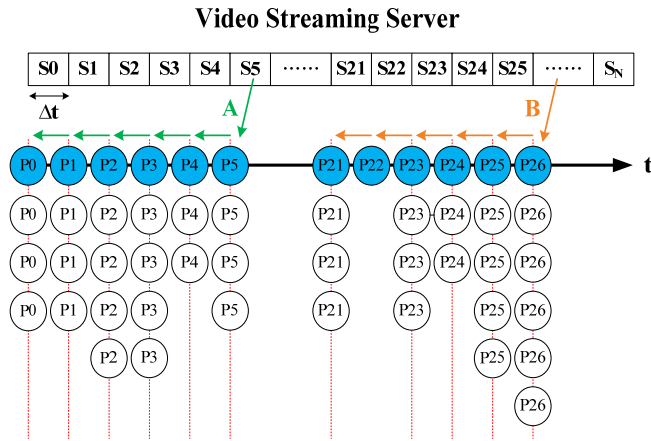 Video Streaming Server
S0 S1 S2 S3 S4 S5 ...... S21 S22 S23 S24 S25 ...... SN
Δt A B
P0 P1 P2 P3 P4 P5 P21 P22 P23 P24 P25 P26 t
P0 P1 P2 P3 P4 P5 P21 P23 P24 P25 P26
P0 P1 P2 P3 P4 P5 P21 P23 P24 P25 P26
P0 P1 P2 P3 P5 P21 P23 P25 P26
P2 P3 P25 P26
P26